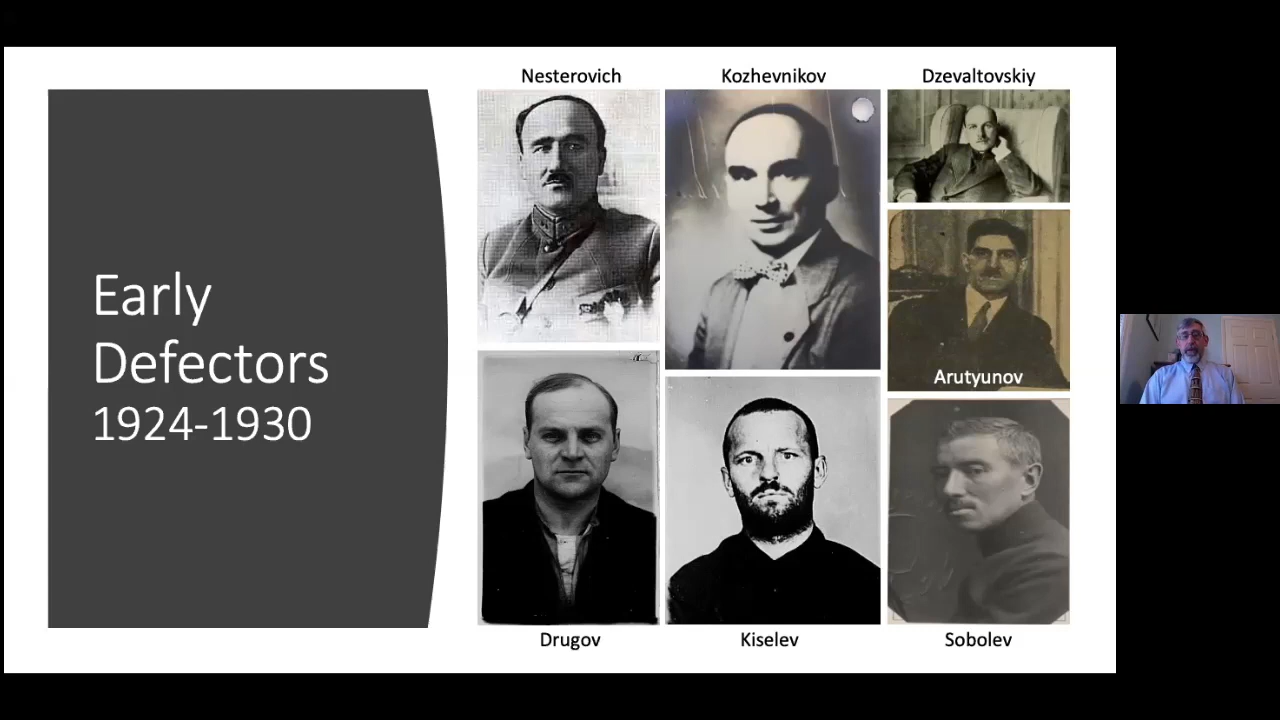 Early
Defectors
1924-1930
Nesterovich
Kozhevnikov
Dzevaltovskiy
Arutyunov
Drugov
Kiselev
Sobolev